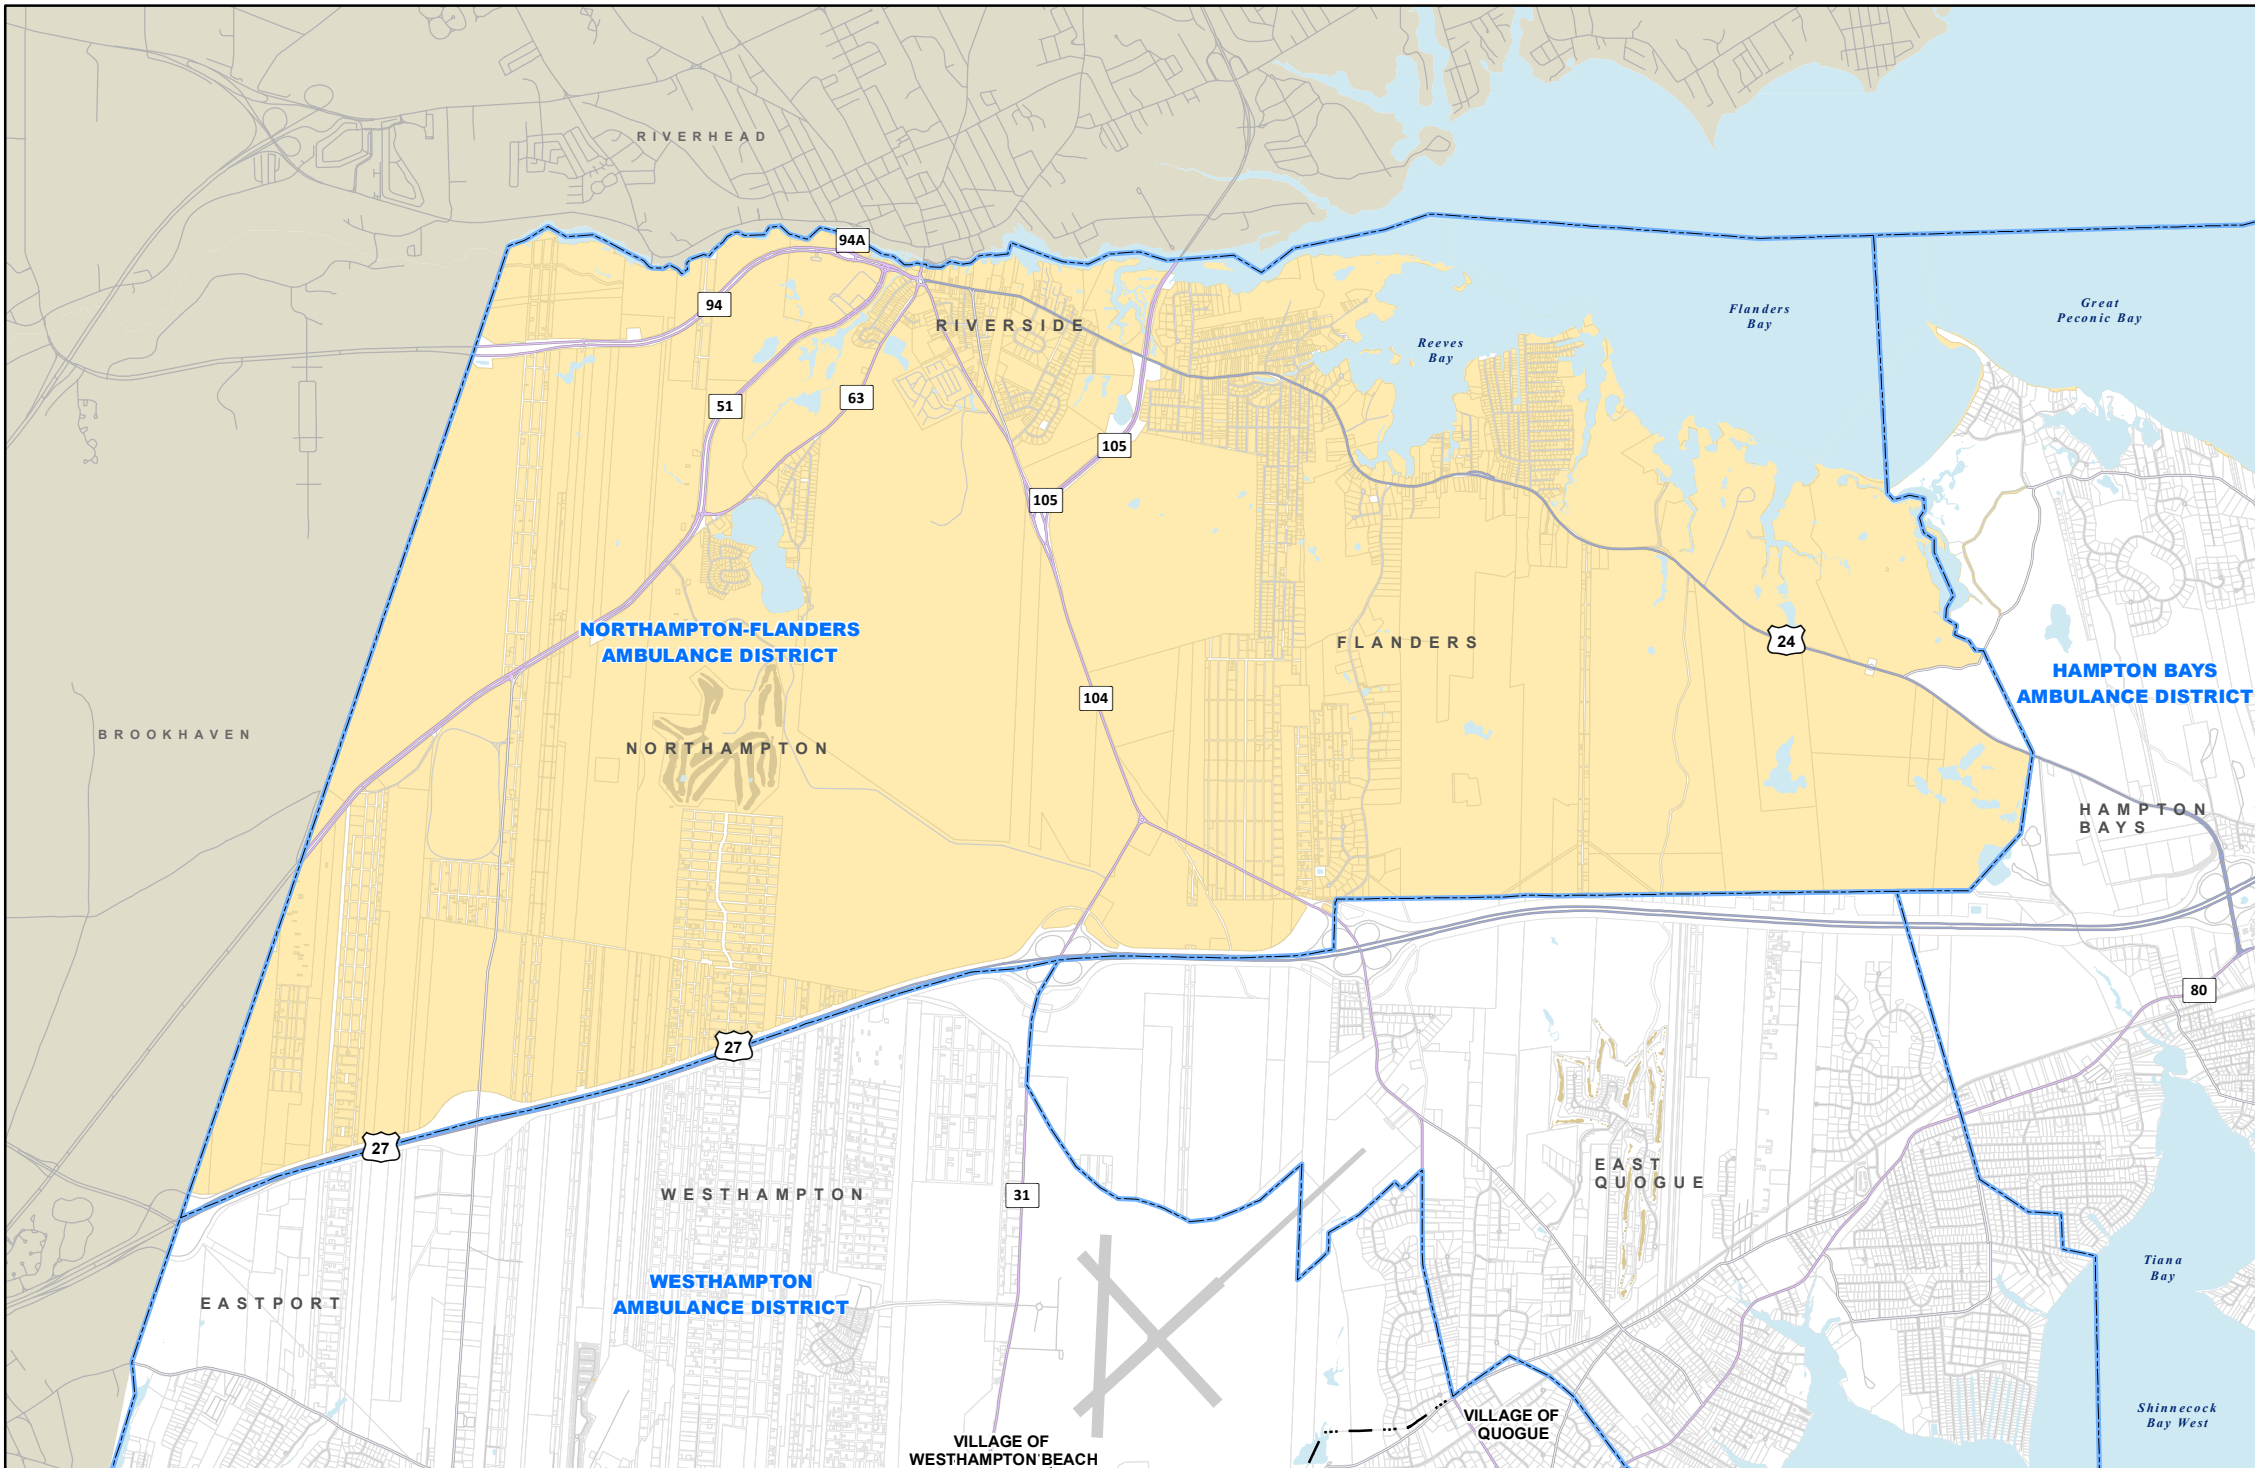 RIVERHEAD
94A
94
RIVERSIDE
Flanders
Bay
Great
Peconic Bay
Reeves
Bay
51
63
105
105
NORTHAMPTON-FLANDERS
AMBULANCE DISTRICT
FLANDERS
24
HAMPTON BAYS
AMBULANCE DISTRICT
104
BROOKHAVEN
NORTHAMPTON
HAMPTON
BAYS
80
27
27
EAST
QUOGUE
WESTHAMPTON
31
Tiana
Bay
WESTHAMPTON
AMBULANCE DISTRICT
EASTPORT
Shinnecock
Bay West
VILLAGE OF
QUOGUE
VILLAGE OF
WESTHAMPTON BEACH